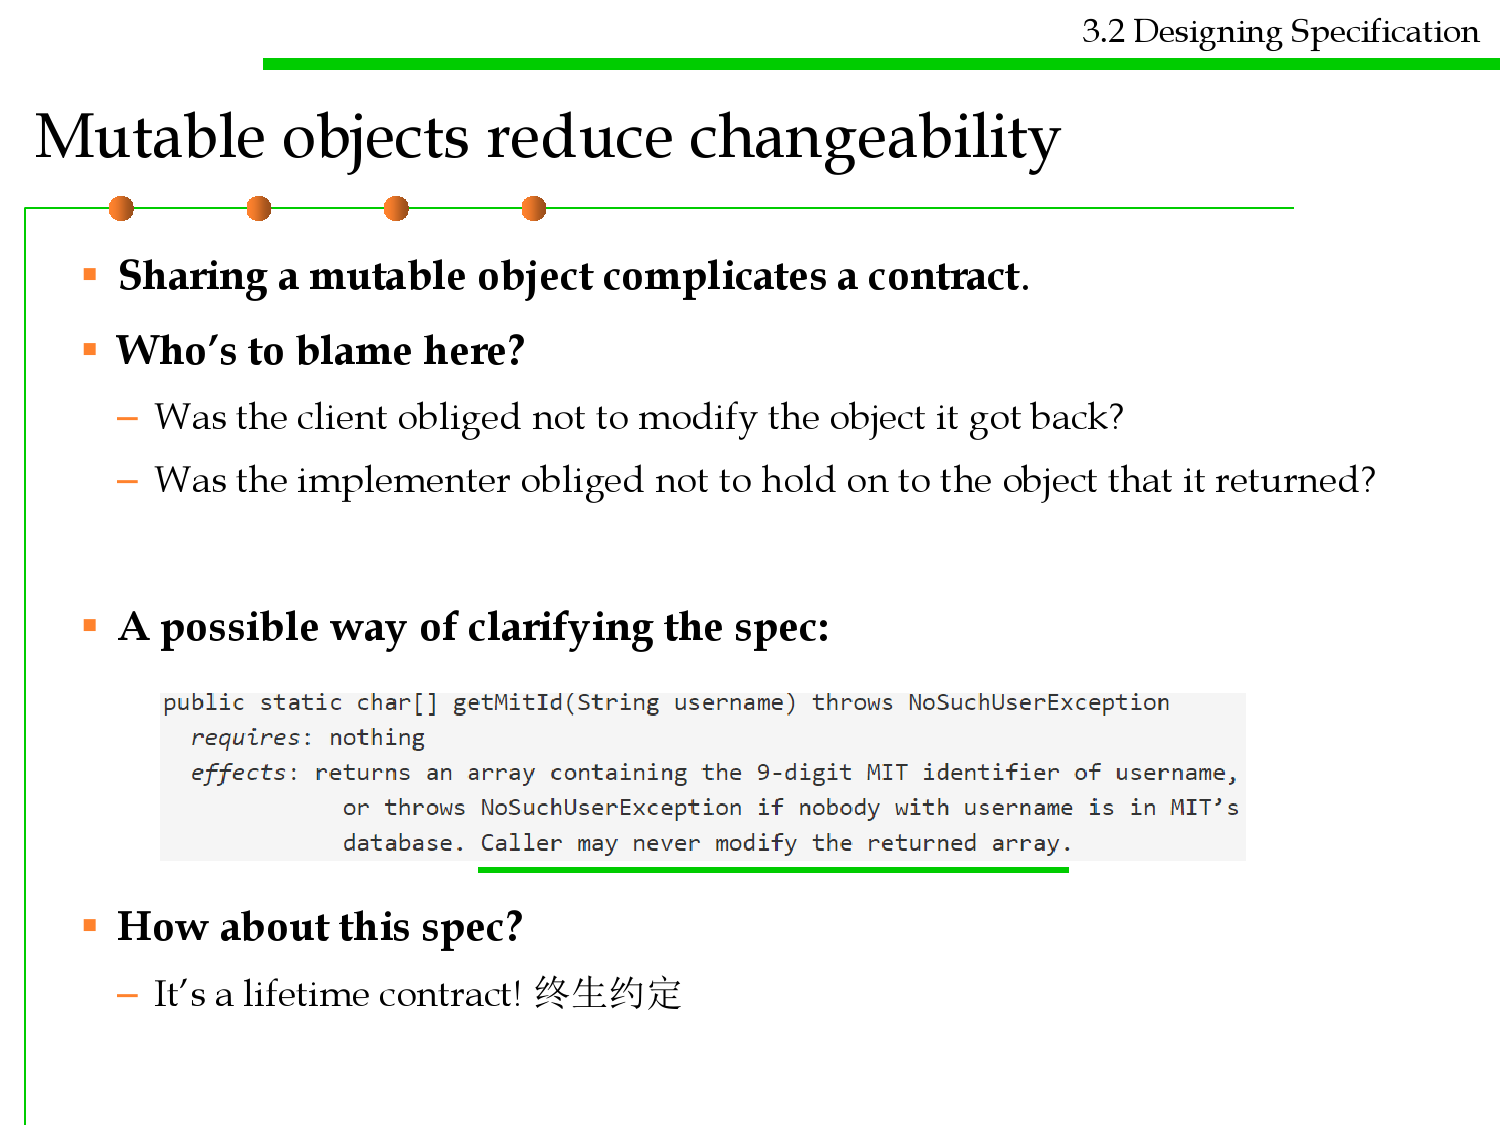 3.2 Designing Specification
Mutable objects reduce changeability
▪ Sharing a mutable object complicates a contract.
▪ Who’s to blame here?
– Was the client obliged not to modify the object it got back?
– Was the implementer obliged not to hold on to the object that it returned?
▪ A possible way of clarifying the spec:
public static char[] getMitId(String username) throws NoSuchUserException
requires: nothing
effects: returns an array containing the 9-digit MIT identifier of username,
or throws NoSuchUserException if nobody with username is in MIT’s
database. Caller may never modify the returned array.
▪ How about this spec?
– It’s a lifetime contract! 终生约定